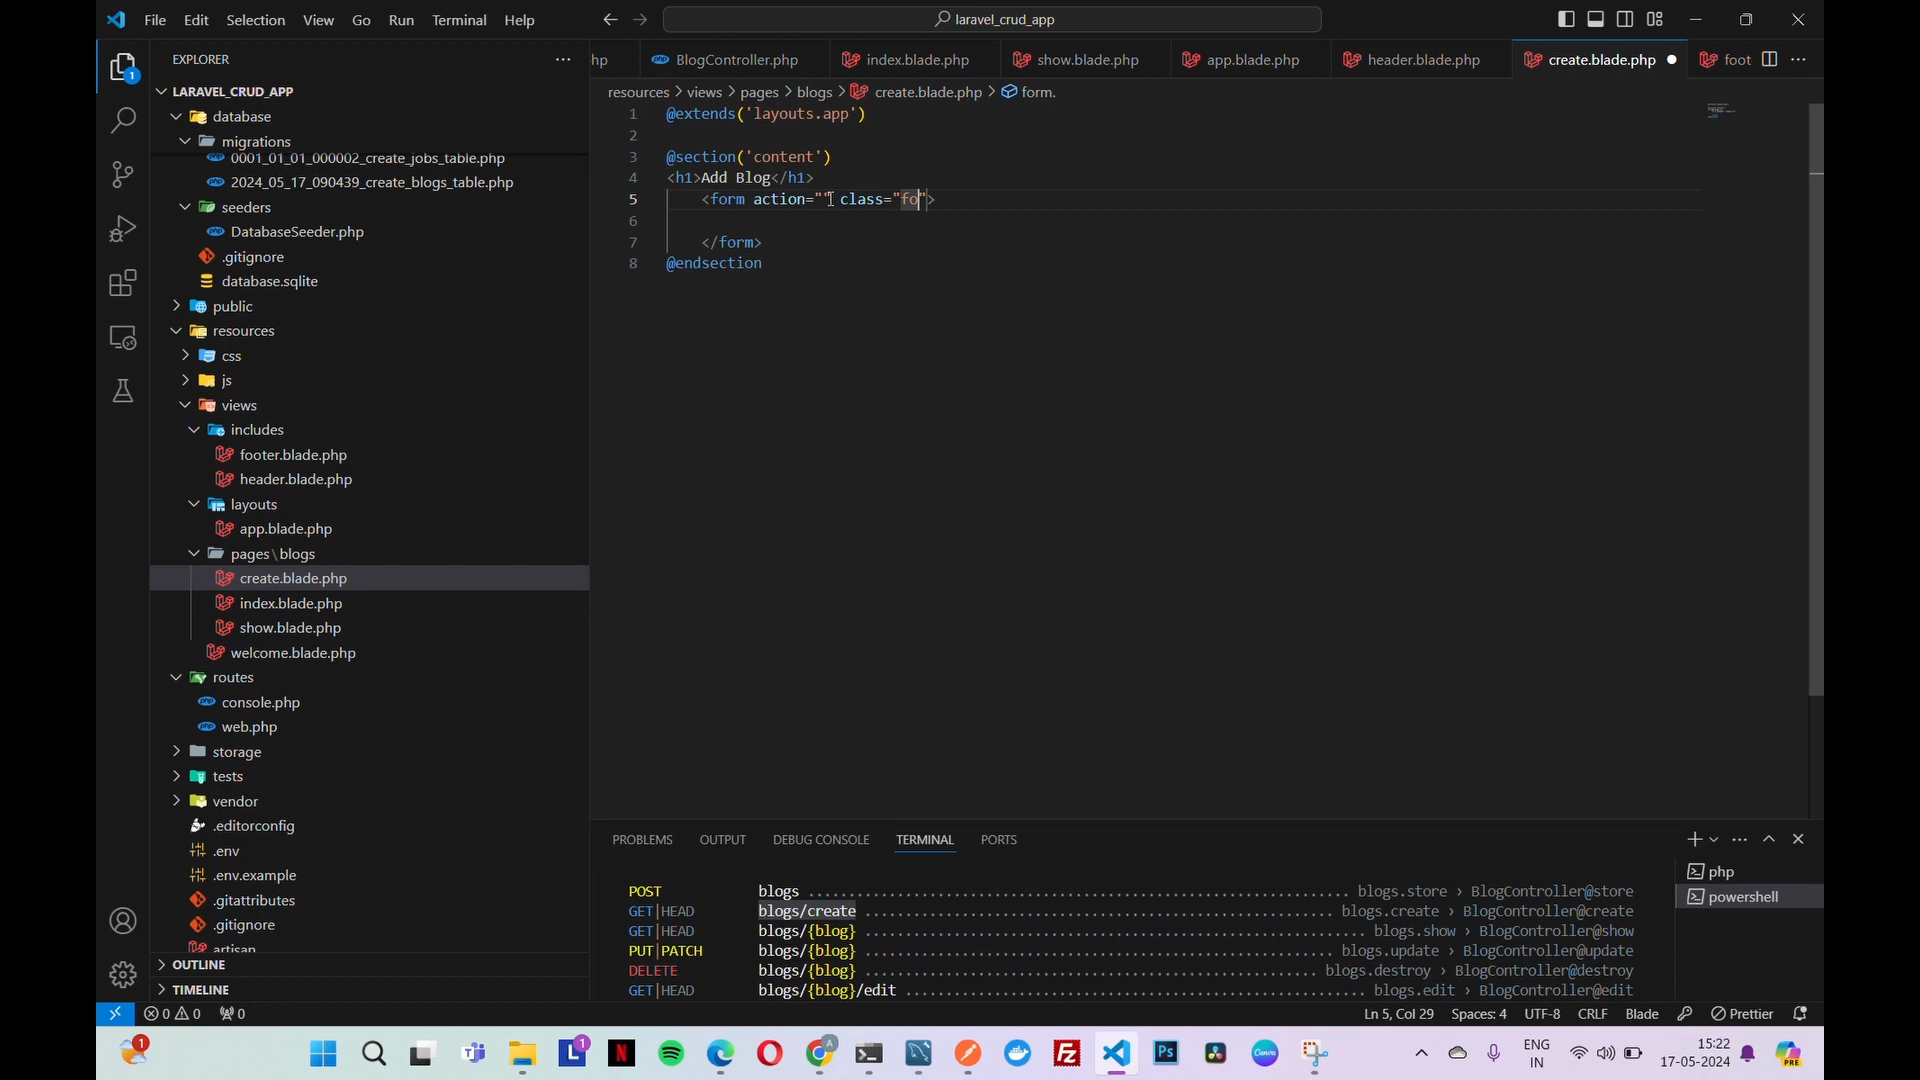 File Edit Selection View Go Run Terminal Help
laravel_crud_app
EXPLORER
1
LARAVEL_CRUD_APP
database
migrations
0001_01_01_000002_create_jobs_table.php
2024_05_17_090439_create_blogs_table.php
seeders
DatabaseSeeder.php
.gitignore
database.sqlite
public
resources
css
js
views
includes
footer.blade.php
header.blade.php
layouts
app.blade.php
pages\blogs
create.blade.php
index.blade.php
show.blade.php
welcome.blade.php
routes
console.php
web.php
storage
tests
vendor
.editorconfig
.env
.env.example
.gitattributes
.gitignore
artisan
OUTLINE
TIMELINE
hp BlogController.php index.blade.php show.blade.php app.blade.php header.blade.php create.blade.php foot
resources > views > pages > blogs > create.blade.php > form.
1 @extends('layouts.app')
2
3 @section('content')
4 <h1>Add Blog</h1>
5 <form action="" class="fo">
6
7 </form>
8 @endsection
PROBLEMS OUTPUT DEBUG CONSOLE TERMINAL PORTS
POST blogs ........ blogs.store › BlogController@store
GET|HEAD blogs/create ........ blogs.create › BlogController@create
GET|HEAD blogs/{blog} ........ blogs.show › BlogController@show
PUT|PATCH blogs/{blog} ........ blogs.update › BlogController@update
DELETE blogs/{blog} ........ blogs.destroy › BlogController@destroy
GET|HEAD blogs/{blog}/edit ........ blogs.edit › BlogController@edit
php
powershell
0 0 0 Ln 5, Col 29 Spaces: 4 UTF-8 CRLF Blade Prettier
1 1 ENG
IN
15:22
17-05-2024
PRE